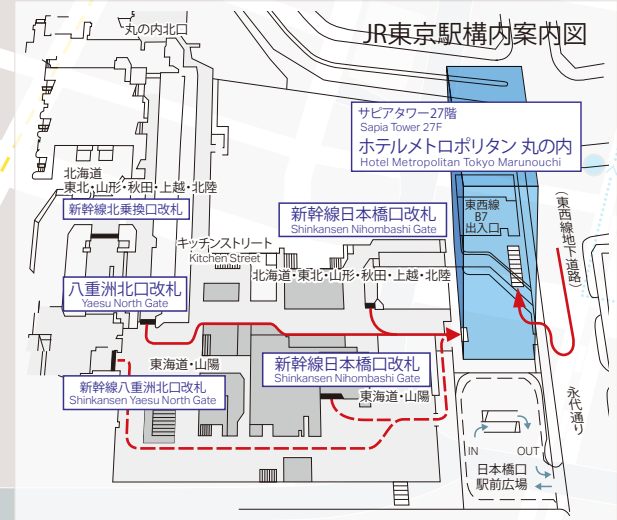 JR東京駅構内案内図
丸の内北口
サピアタワー27階
Sapia Tower 27F
ホテルメトロポリタン 丸の内
Hotel Metropolitan Tokyo Marunouchi
北海道
東北・山形・秋田・上越・北陸
新幹線北乗換口改札
東西線
B7
出入口
(東西線地下道路)
新幹線日本橋口改札
Shinkansen Nihombashi Gate
キッチンストリート
Kitchen Street
北海道・東北・山形・秋田・上越・北陸
八重洲北口改札
Yaesu North Gate
東海道・山陽
新幹線日本橋口改札
Shinkansen Nihombashi Gate
東海道・山陽
新幹線八重洲北口改札
Shinkansen Yaesu North Gate
永代通り
IN
OUT
日本橋口
駅前広場